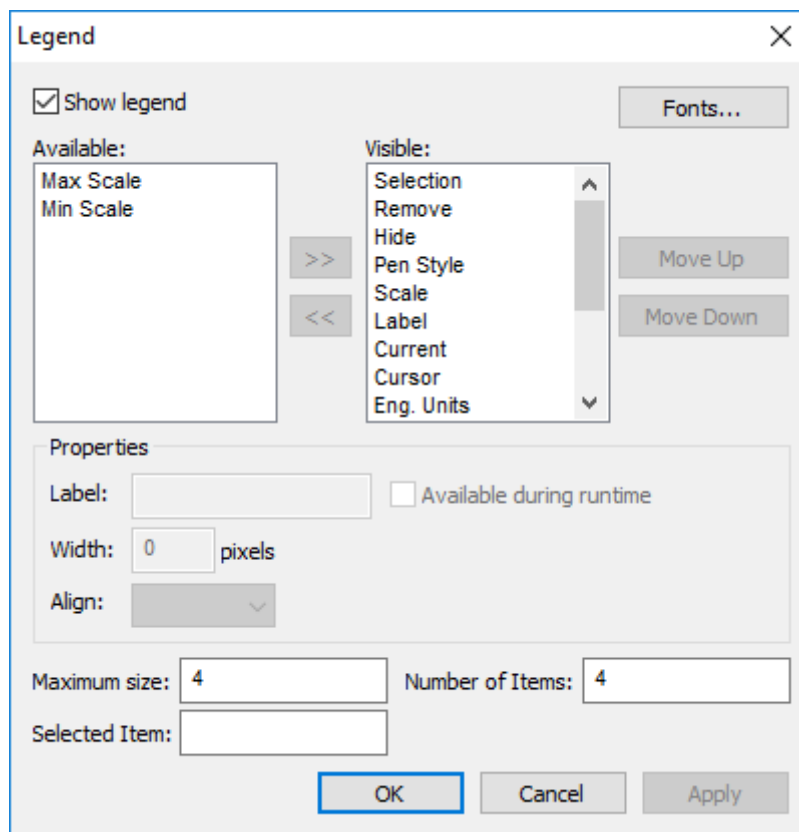 Legend
Show legend
Fonts...
Available:
Visible:
Max Scale
Min Scale
>>
<<
Selection
Remove
Hide
Pen Style
Scale
Label
Current
Cursor
Eng. Units
Move Up
Move Down
Properties
Label:
Available during runtime
Width: 0 pixels
Align:
Maximum size: 4
Number of Items: 4
Selected Item:
OK
Cancel
Apply